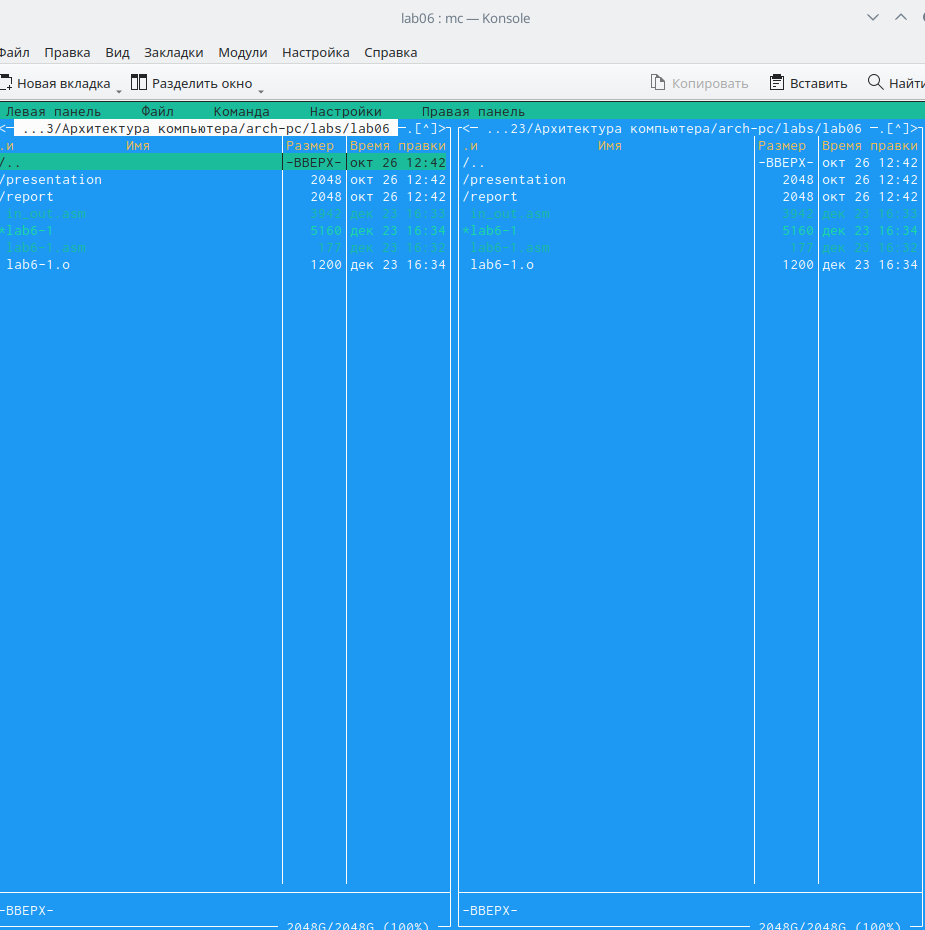 lab06 : mc — Konsole
Файл Правка Вид Закладки Модули Настройка Справка
Новая вкладка Разделить окно Копировать Вставить Найти
Левая панель Файл Команда Настройки Правая панель
<─ ...3/Архитектура компьютера/arch-pc/labs/lab06 ─.[^]> <─ ...23/Архитектура компьютера/arch-pc/labs/lab06 ─.[^]>
.и Имя Размер Время правки .и Имя Размер Время правки
/.. -ВВЕРХ- окт 26 12:42 /.. -ВВЕРХ- окт 26 12:42
/presentation 2048 окт 26 12:42 /presentation 2048 окт 26 12:42
/report 2048 окт 26 12:42 /report 2048 окт 26 12:42
in_out.asm 3942 дек 23 16:33 in_out.asm 3942 дек 23 16:33
*lab6-1 5160 дек 23 16:34 *lab6-1 5160 дек 23 16:34
lab6-1.asm 177 дек 23 16:32 lab6-1.asm 177 дек 23 16:32
lab6-1.o 1200 дек 23 16:34 lab6-1.o 1200 дек 23 16:34
-ВВЕРХ- -ВВЕРХ-
2048G/2048G (100%) 2048G/2048G (100%)